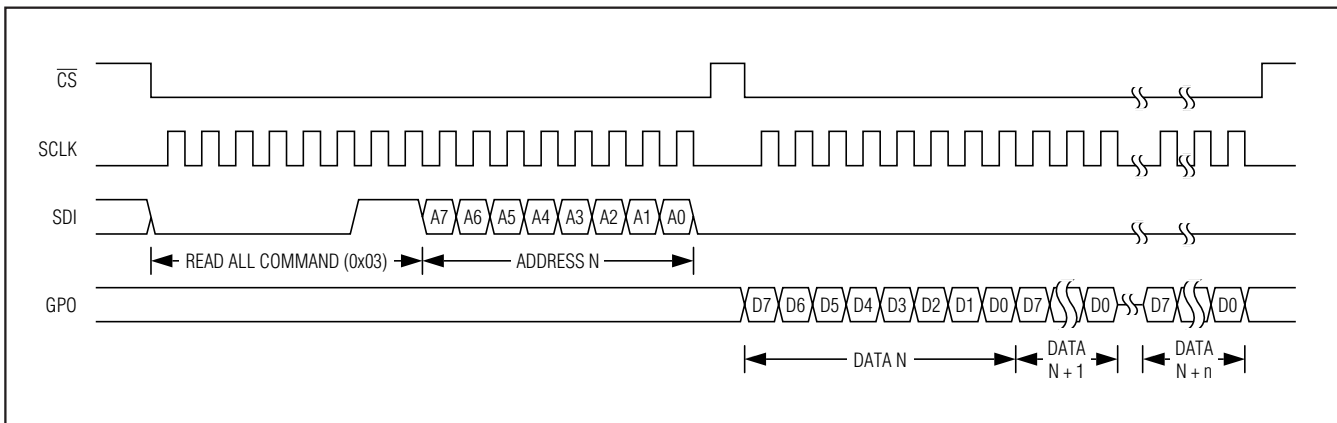 CS
SCLK
SDI
A7 A6 A5 A4 A3 A2 A1 A0
READ ALL COMMAND (0x03)
ADDRESS N
GPO
D7 D6 D5 D4 D3 D2 D1 D0 D7 D0 D7 D0
DATA N
DATA
N + 1
DATA
N + n